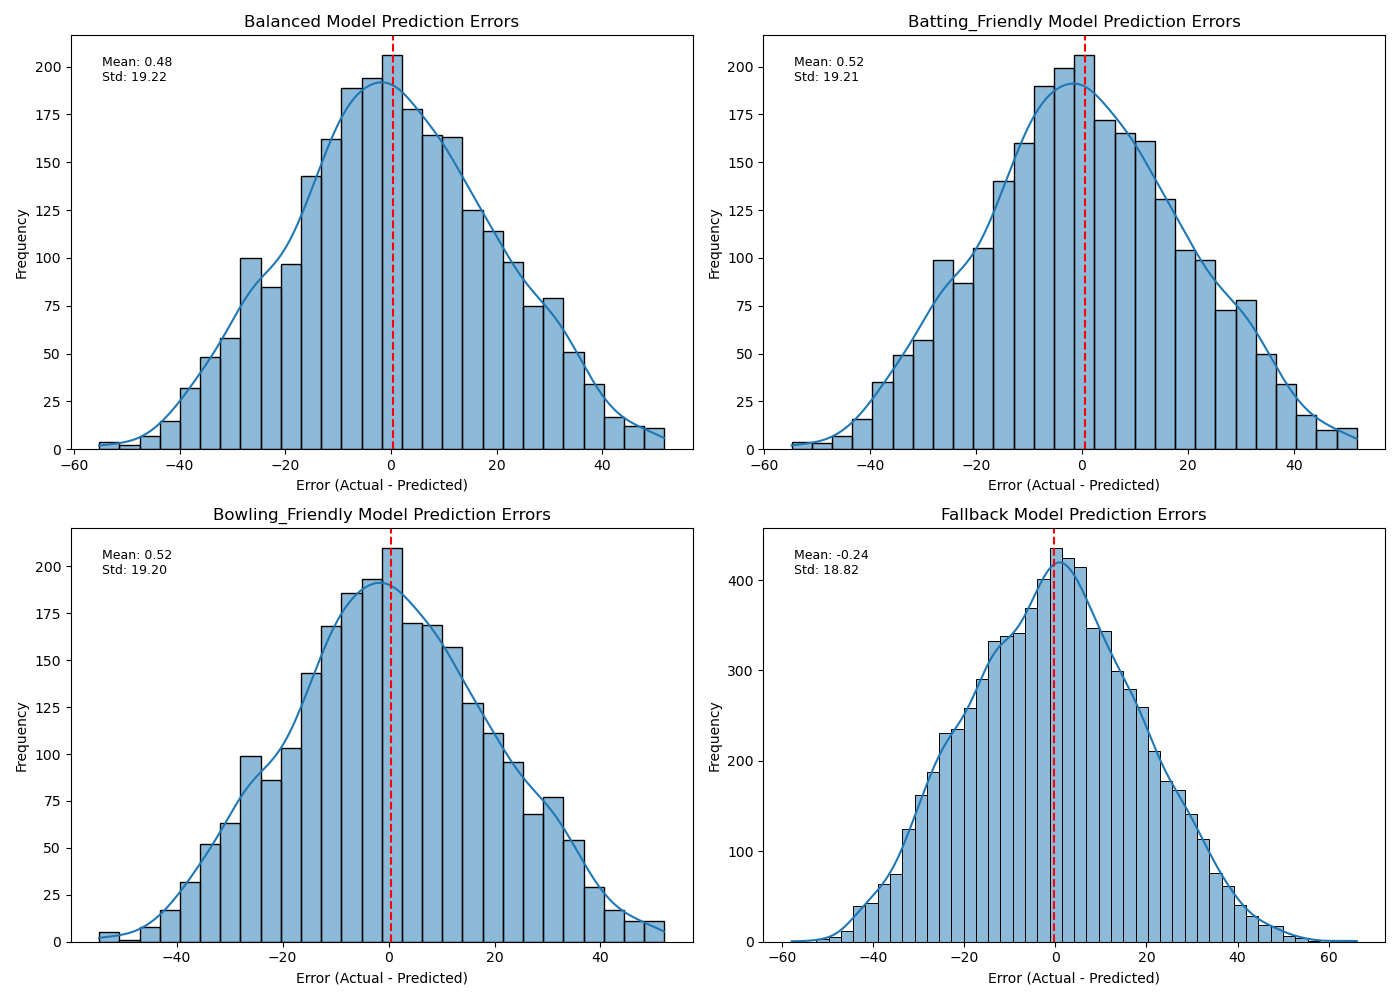 Balanced Model Prediction Errors
Mean: 0.48
Std: 19.22
Frequency
200
175
150
125
100
75
50
25
0
−60 −40 −20 0 20 40
Error (Actual - Predicted)
Batting_Friendly Model Prediction Errors
Mean: 0.52
Std: 19.21
Frequency
200
175
150
125
100
75
50
25
0
−60 −40 −20 0 20 40
Error (Actual - Predicted)
Bowling_Friendly Model Prediction Errors
Mean: 0.52
Std: 19.20
Frequency
200
175
150
125
100
75
50
25
0
−40 −20 0 20 40
Error (Actual - Predicted)
Fallback Model Prediction Errors
Mean: -0.24
Std: 18.82
Frequency
400
300
200
100
0
−60 −40 −20 0 20 40 60
Error (Actual - Predicted)